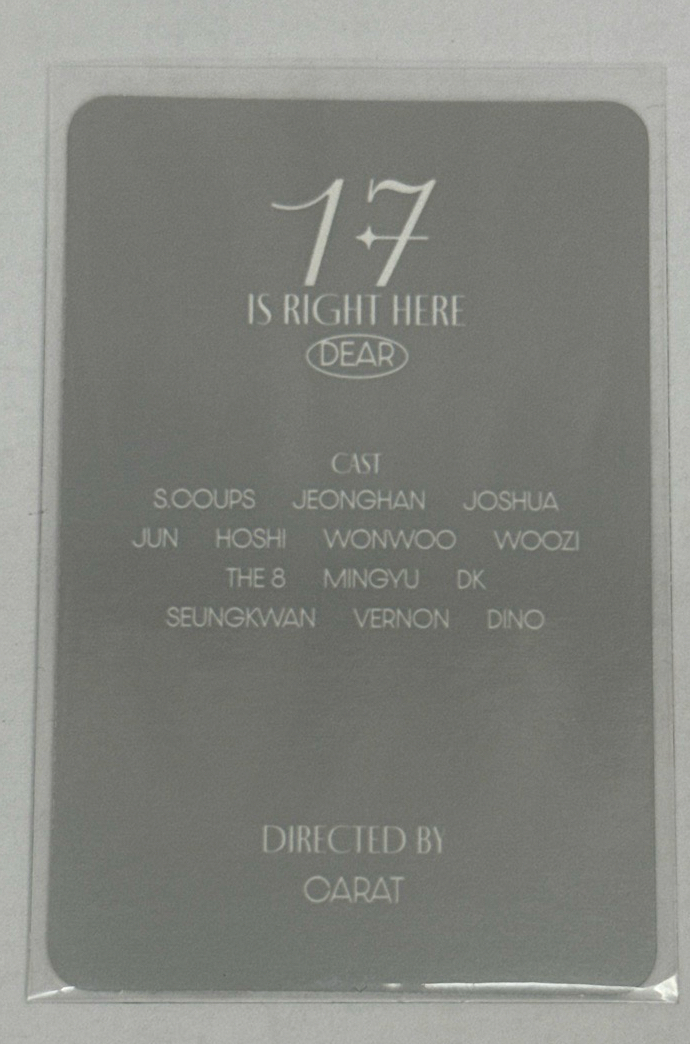 17
IS RIGHT HERE
DEAR
CAST
S.COUPS JEONGHAN JOSHUA
JUN HOSHI WONWOO WOOZI
THE 8 MINGYU DK
SEUNGKWAN VERNON DINO
DIRECTED BY
CARAT